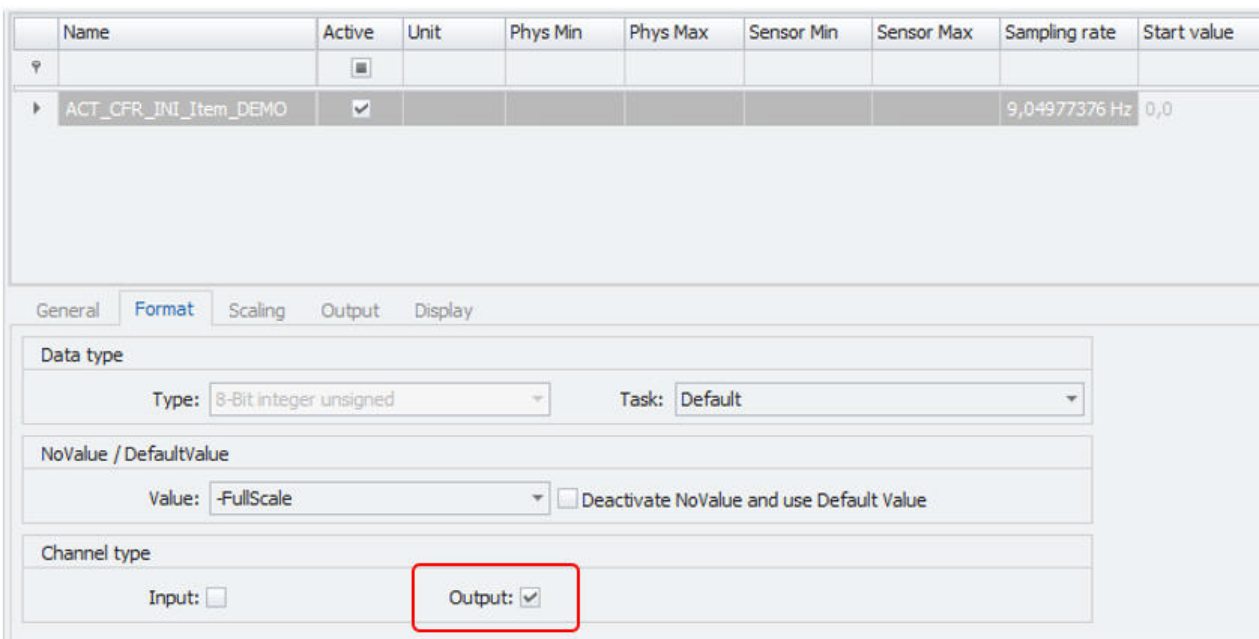 Name Active Unit Phys Min Phys Max Sensor Min Sensor Max Sampling rate Start value
ACT_CFR_INI_Item_DEMO 9,04977376 Hz 0,0
General Format Scaling Output Display
Data type
Type: 8-Bit integer unsigned Task: Default
NoValue / DefaultValue
Value: -FullScale Deactivate NoValue and use Default Value
Channel type
Input: Output: